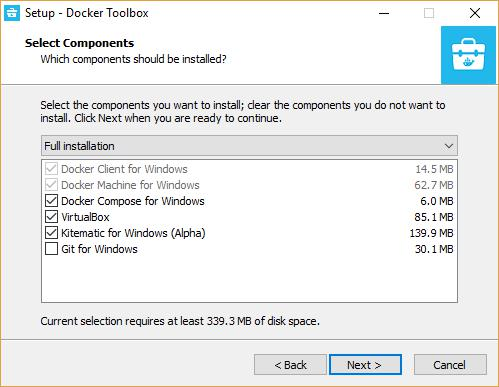 Setup - Docker Toolbox
Select Components
Which components should be installed?
Select the components you want to install; clear the components you do not want to
install. Click Next when you are ready to continue.
Full installation
Docker Client for Windows 14.5 MB
Docker Machine for Windows 62.7 MB
Docker Compose for Windows 6.0 MB
VirtualBox 85.1 MB
Kitematic for Windows (Alpha) 139.9 MB
Git for Windows 30.1 MB
Current selection requires at least 339.3 MB of disk space.
< Back Next > Cancel